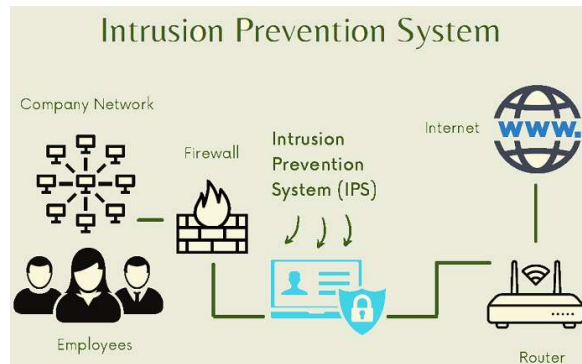 Intrusion Prevention System
Company Network
Firewall
Intrusion
Prevention
System (IPS)
Internet
www.
Employees
Router